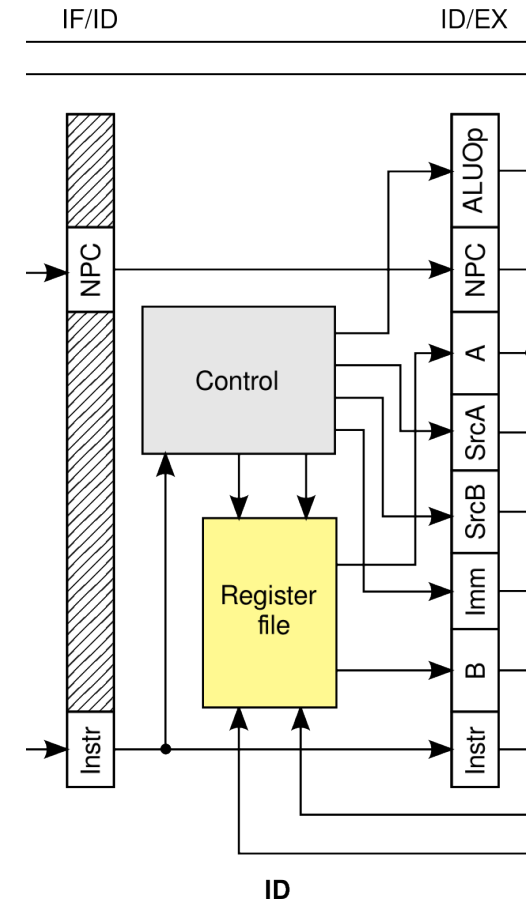 IF/ID
ID/EX
ALUOp
NPC
NPC
A
Control
SrcA
SrcB
Register
file
Imm
B
Instr
Instr
ID